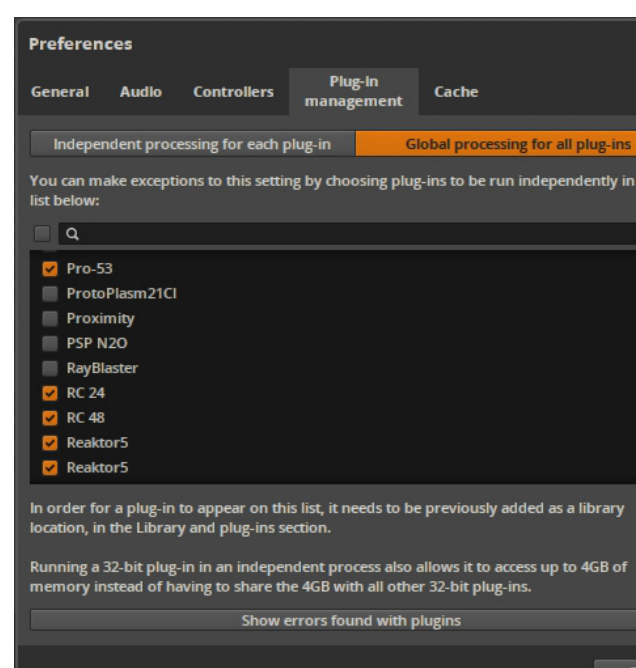 Preferences
General
Audio
Controllers
Plug-In
management
Cache
Independent processing for each plug-in
Global processing for all plug-ins
You can make exceptions to this setting by choosing plug-ins to be run independently in
list below:
Pro-53
ProtoPlasm21CI
Proximity
PSP N2O
RayBlaster
RC 24
RC 48
Reaktor5
Reaktor5
In order for a plug-in to appear on this list, it needs to be previously added as a library
location, in the Library and plug-ins section.
Running a 32-bit plug-in in an independent process also allows it to access up to 4GB of
memory instead of having to share the 4GB with all other 32-bit plug-ins.
Show errors found with plugins